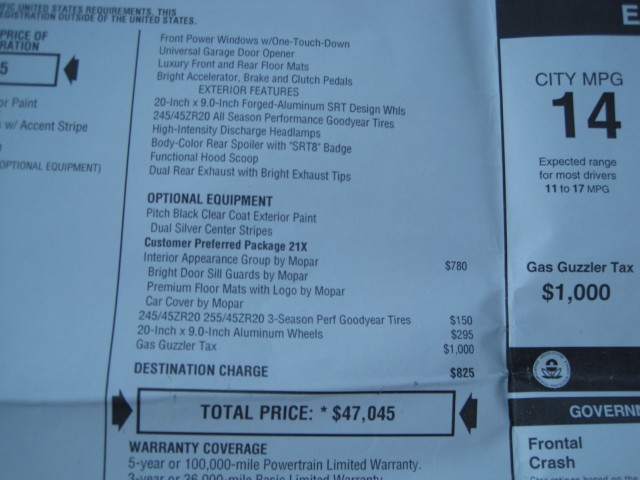 FIC UNITED STATES REQUIREMENTS. THIS
EGISTRATION OUTSIDE OF THE UNITED STATES.
PRICE OF
RATION
5
or Paint
s w/ Accent Stripe
OPTIONAL EQUIPMENT)
Front Power Windows w/One-Touch-Down
Universal Garage Door Opener
Luxury Front and Rear Floor Mats
Bright Accelerator, Brake and Clutch Pedals
EXTERIOR FEATURES
20-Inch x 9.0-Inch Forged-Aluminum SRT Design Whls
245/45ZR20 All Season Performance Goodyear Tires
High-Intensity Discharge Headlamps
Body-Color Rear Spoiler with "SRT8" Badge
Functional Hood Scoop
Dual Rear Exhaust with Bright Exhaust Tips
OPTIONAL EQUIPMENT
Pitch Black Clear Coat Exterior Paint
Dual Silver Center Stripes
Customer Preferred Package 21X
Interior Appearance Group by Mopar $780
Bright Door Sill Guards by Mopar
Premium Floor Mats with Logo by Mopar
Car Cover by Mopar
245/45ZR20 255/45ZR20 3-Season Perf Goodyear Tires $150
20-Inch x 9.0-Inch Aluminum Wheels $295
Gas Guzzler Tax $1,000
DESTINATION CHARGE $825
TOTAL PRICE: * $47,045
WARRANTY COVERAGE
5-year or 100,000-mile Powertrain Limited Warranty.
E
CITY MPG
14
Expected range
for most drivers
11 to 17 MPG
Gas Guzzler Tax
$1,000
GOVERN
Frontal
Crash